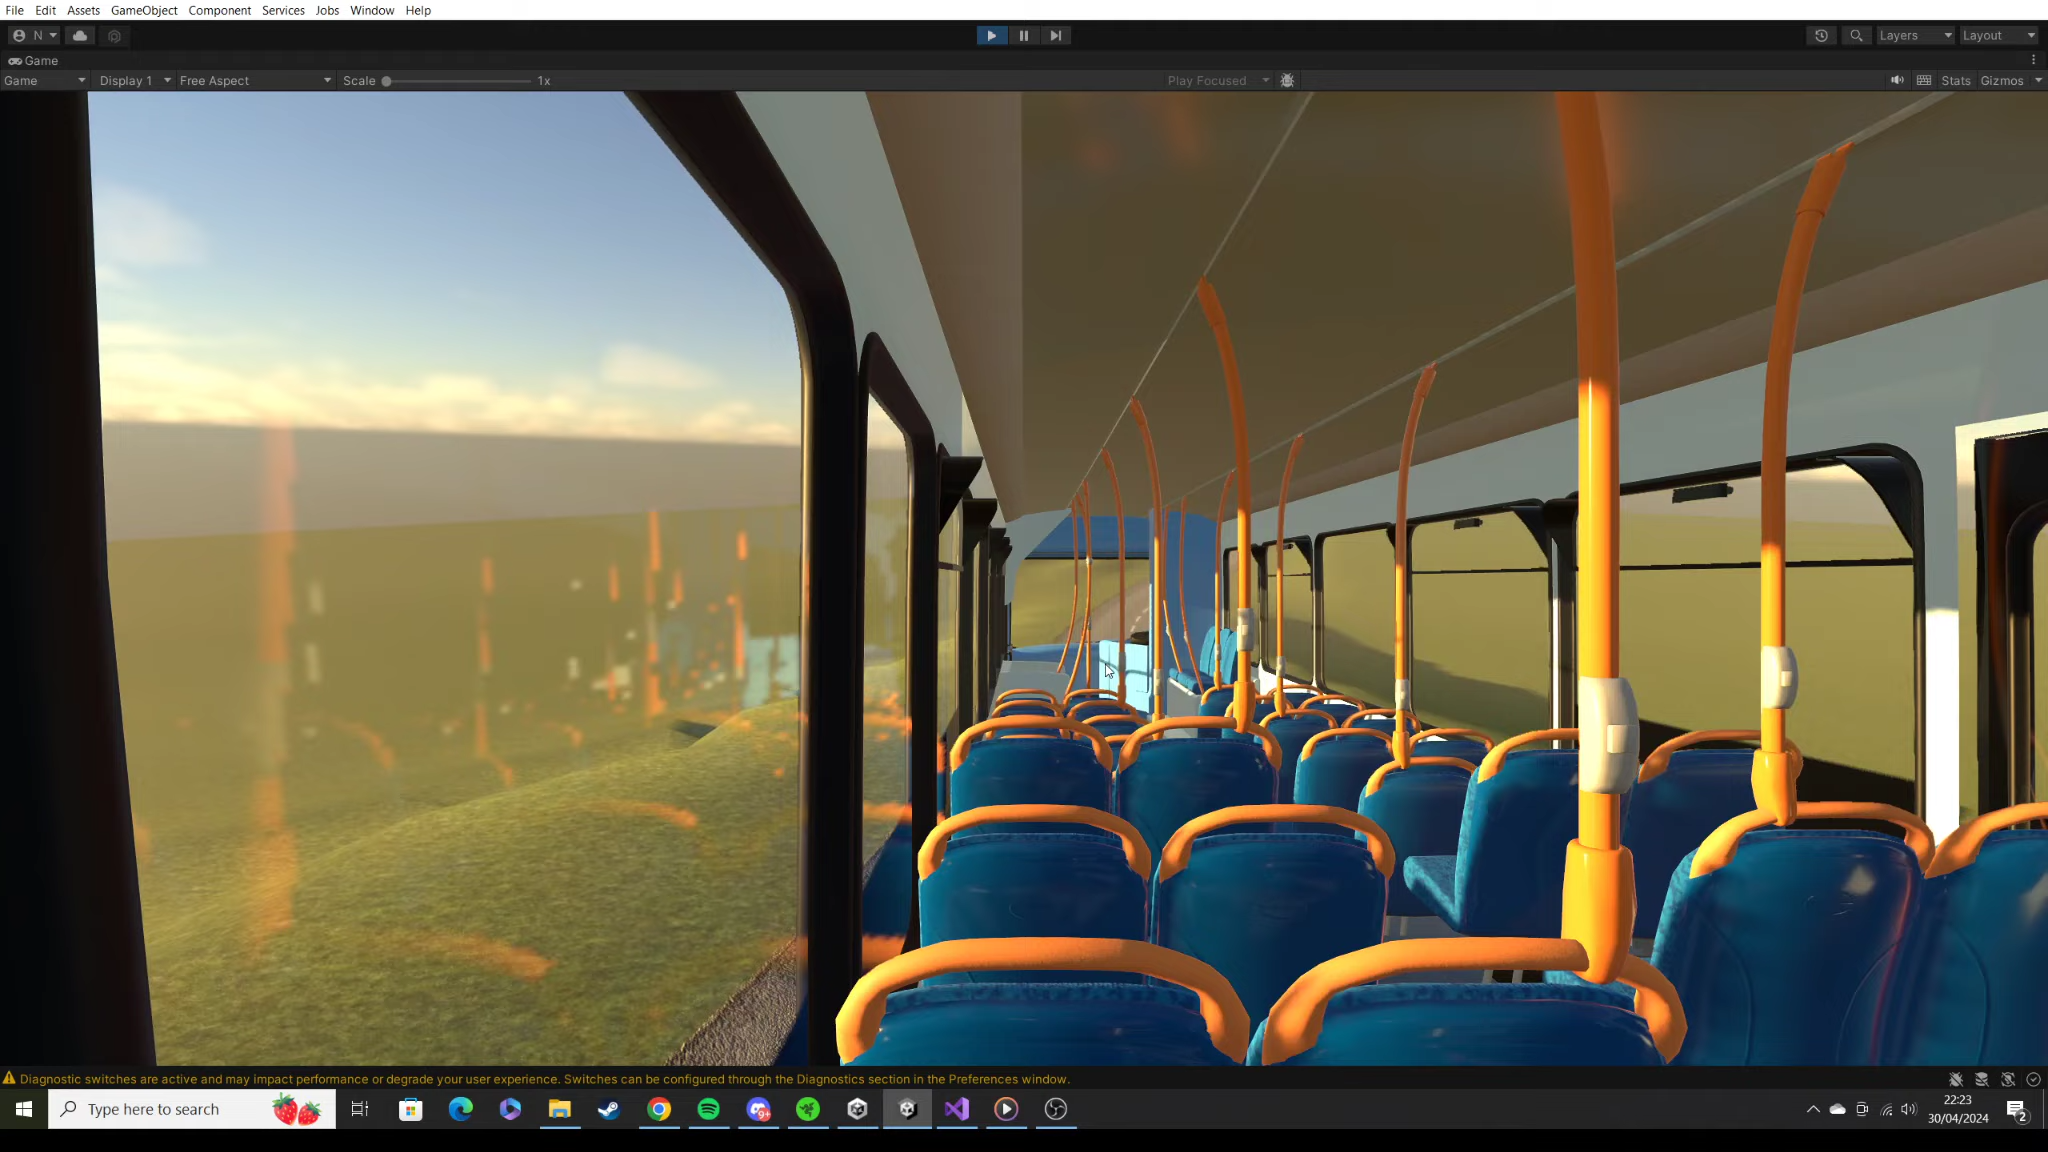 File Edit Assets GameObject Component Services Jobs Window Help
N Layers Layout
Game
Game Display 1 Free Aspect Scale 1x Play Focused Stats Gizmos
Diagnostic switches are active and may impact performance or degrade your user experience. Switches can be configured through the Diagnostics section in the Preferences window.
Type here to search 9+ 22:23
30/04/2024 2